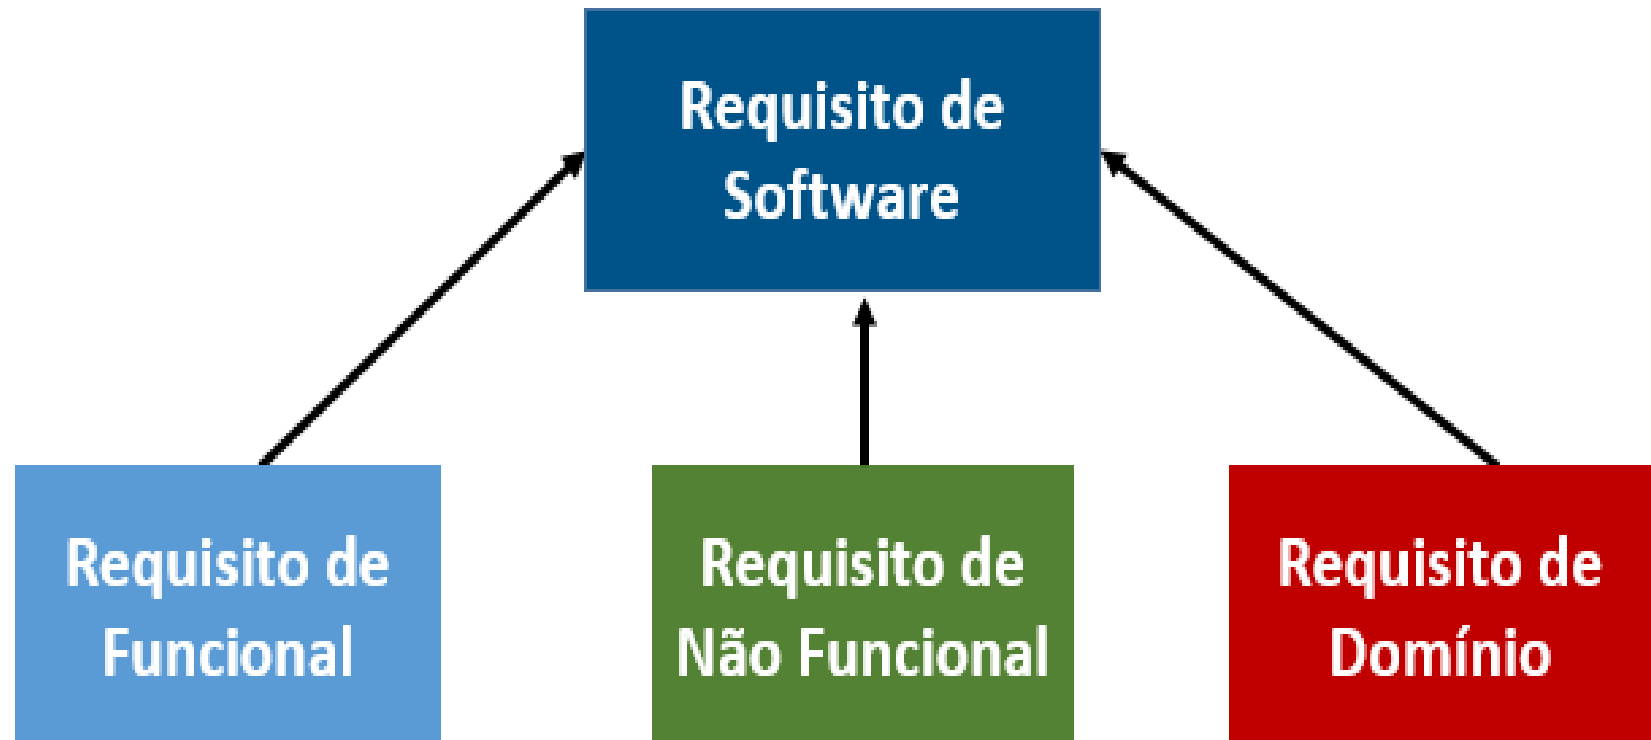 Requisito de
Software
Requisito de
Funcional
Requisito de
Não Funcional
Requisito de
Domínio